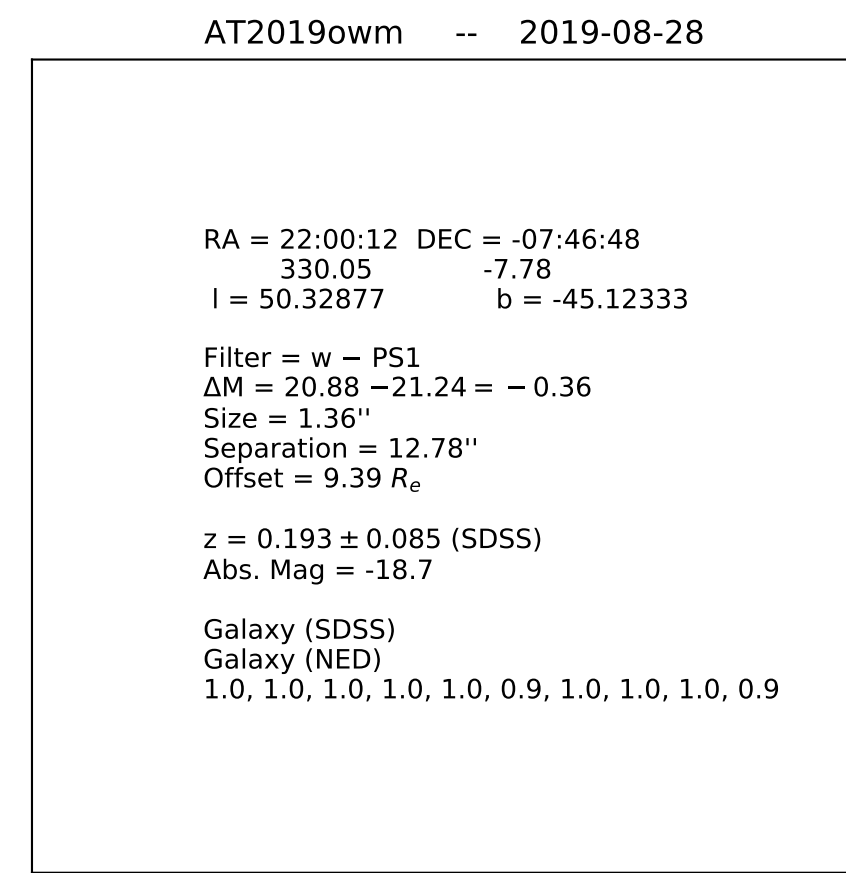 AT2019owm -- 2019-08-28
RA = 22:00:12 DEC = -07:46:48
330.05 -7.78
l = 50.32877 b = -45.12333
Filter = w − PS1
ΔM = 20.88 −21.24 = − 0.36
Size = 1.36''
Separation = 12.78''
Offset = 9.39 Rₑ
z = 0.193 ± 0.085 (SDSS)
Abs. Mag = -18.7
Galaxy (SDSS)
Galaxy (NED)
1.0, 1.0, 1.0, 1.0, 1.0, 0.9, 1.0, 1.0, 1.0, 0.9